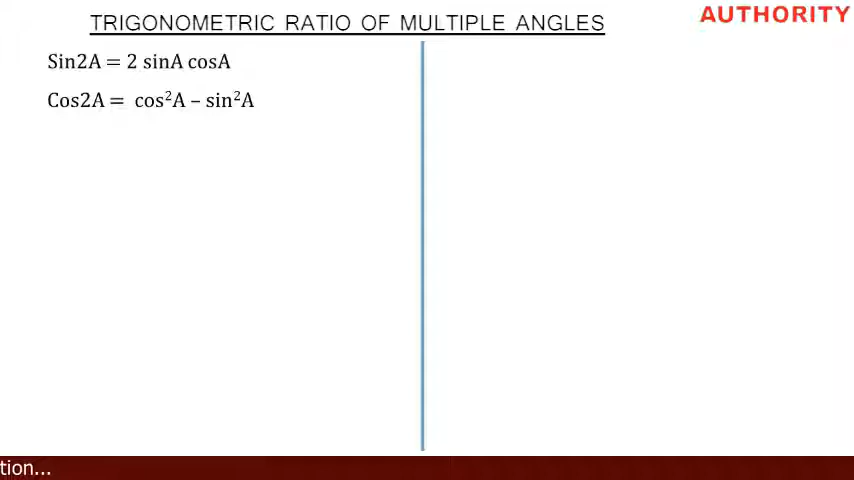 TRIGONOMETRIC RATIO OF MULTIPLE ANGLES
AUTHORITY
Sin2A = 2 sinA cosA
Cos2A = cos²A – sin²A
tion...